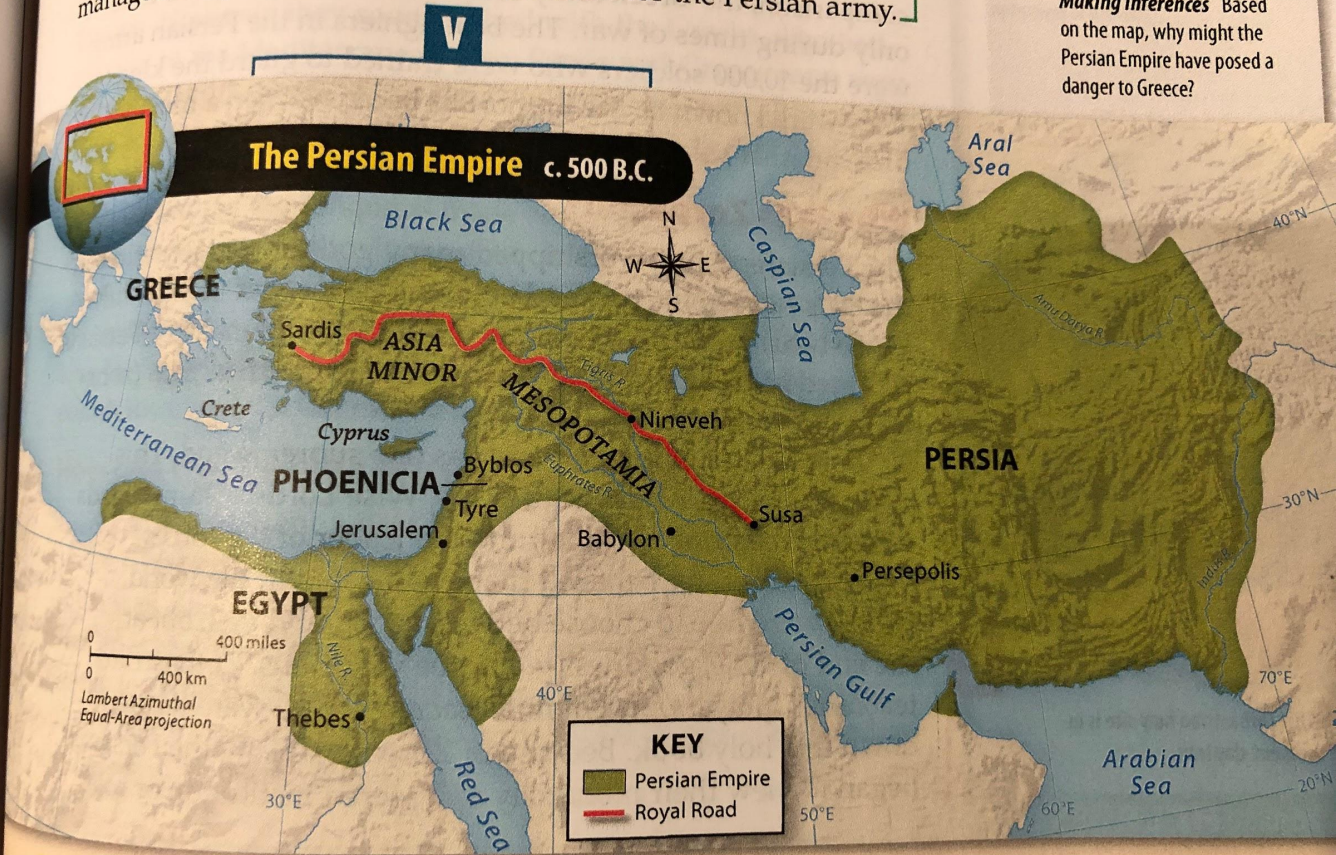 the Persian army.
V
Making Inferences Based
on the map, why might the
Persian Empire have posed a
danger to Greece?
The Persian Empire c. 500 B.C.
Aral
Sea
Black Sea
N
W E
S
Caspian Sea
40°N
GREECE
Amu Darya R.
Sardis
ASIA
MINOR
Tigris R.
MESOPOTAMIA
Nineveh
Crete
Cyprus
Mediterranean Sea
PERSIA
Byblos
PHOENICIA
Euphrates R.
Tyre
Susa
30°N
Jerusalem
Babylon
Persepolis
EGYPT
0 400 miles
0 400 km
Lambert Azimuthal
Equal-Area projection
Nile R.
Persian Gulf
Thebes
40°E
70°E
KEY
Persian Empire
Royal Road
Red Sea
Arabian
Sea
30°E
50°E
60°E
20°N